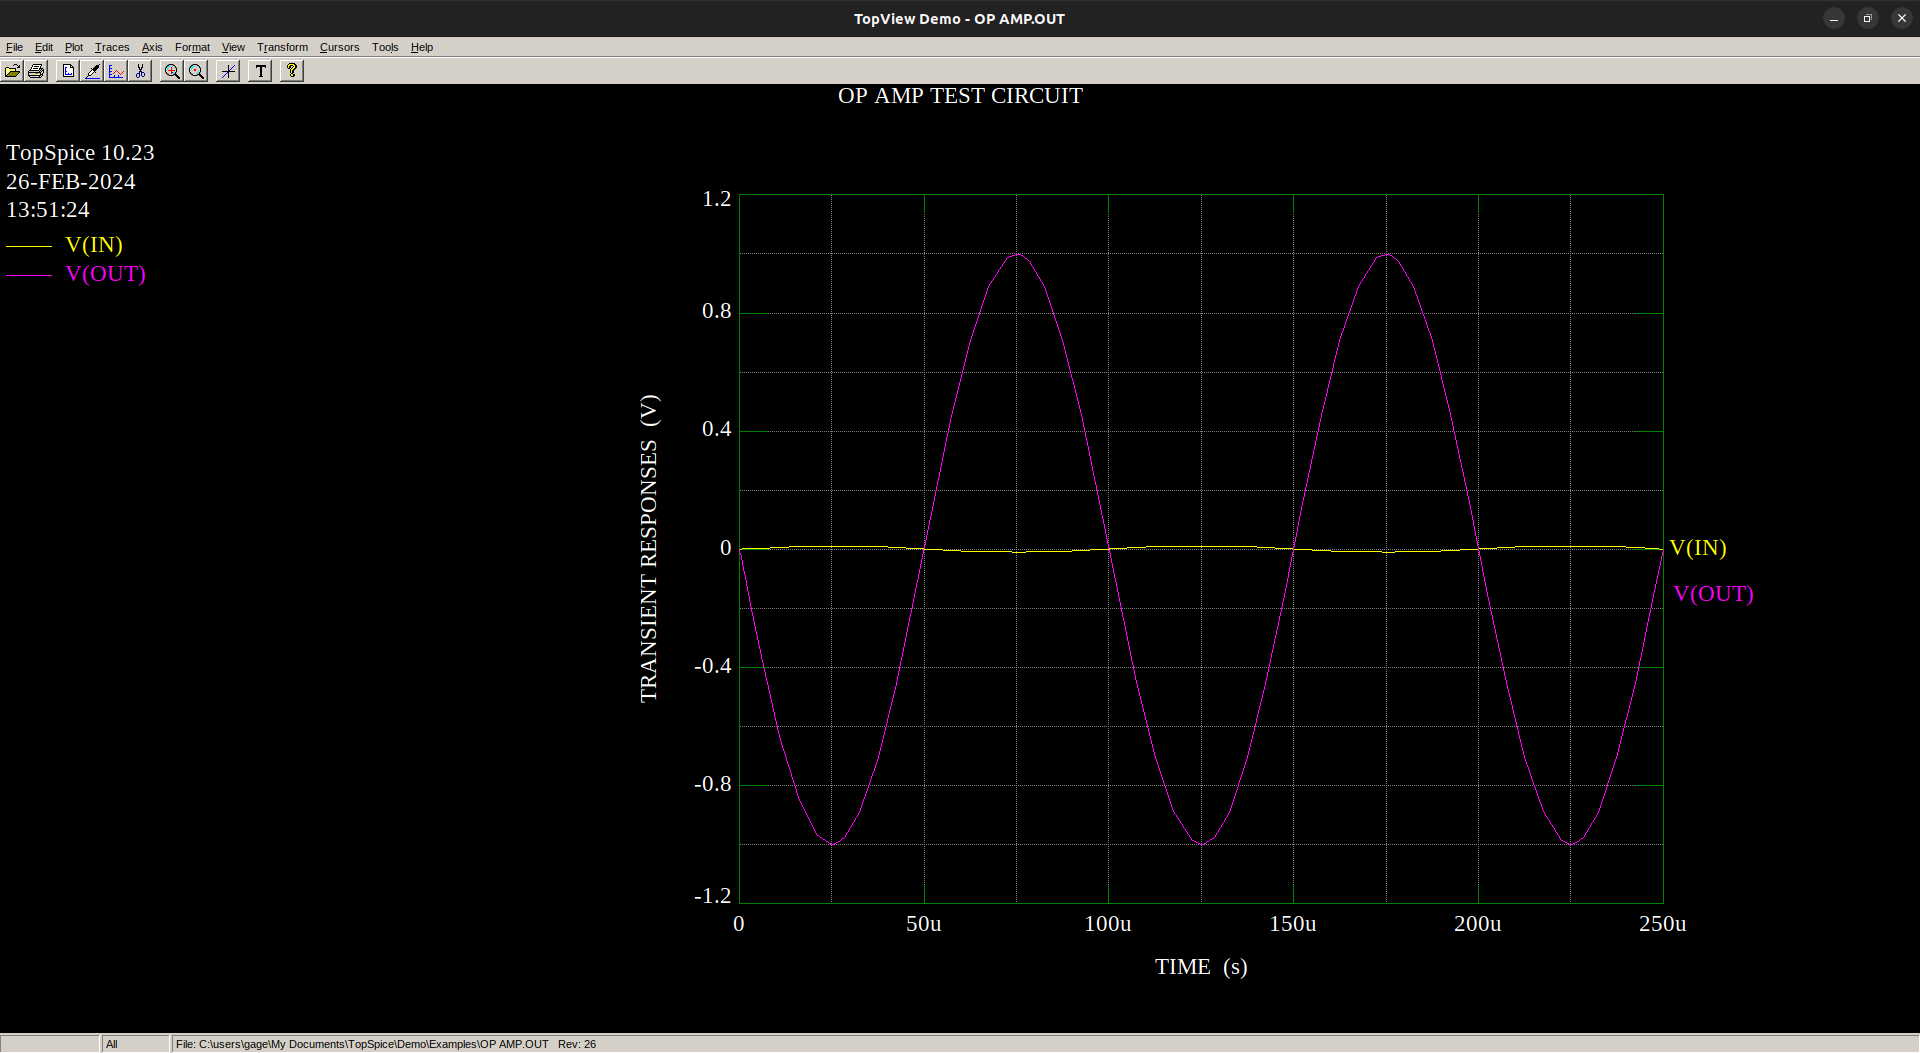 TopView Demo - OP AMP.OUT
File Edit Plot Traces Axis Format View Transform Cursors Tools Help
T ?
OP AMP TEST CIRCUIT
TopSpice 10.23
26-FEB-2024
13:51:24
V(IN)
V(OUT)
TRANSIENT RESPONSES (V)
1.2
0.8
0.4
0
-0.4
-0.8
-1.2
V(IN)
V(OUT)
0 50u 100u 150u 200u 250u
TIME (s)
All File: C:\users\gage\My Documents\TopSpice\Demo\Examples\OP AMP.OUT Rev: 26